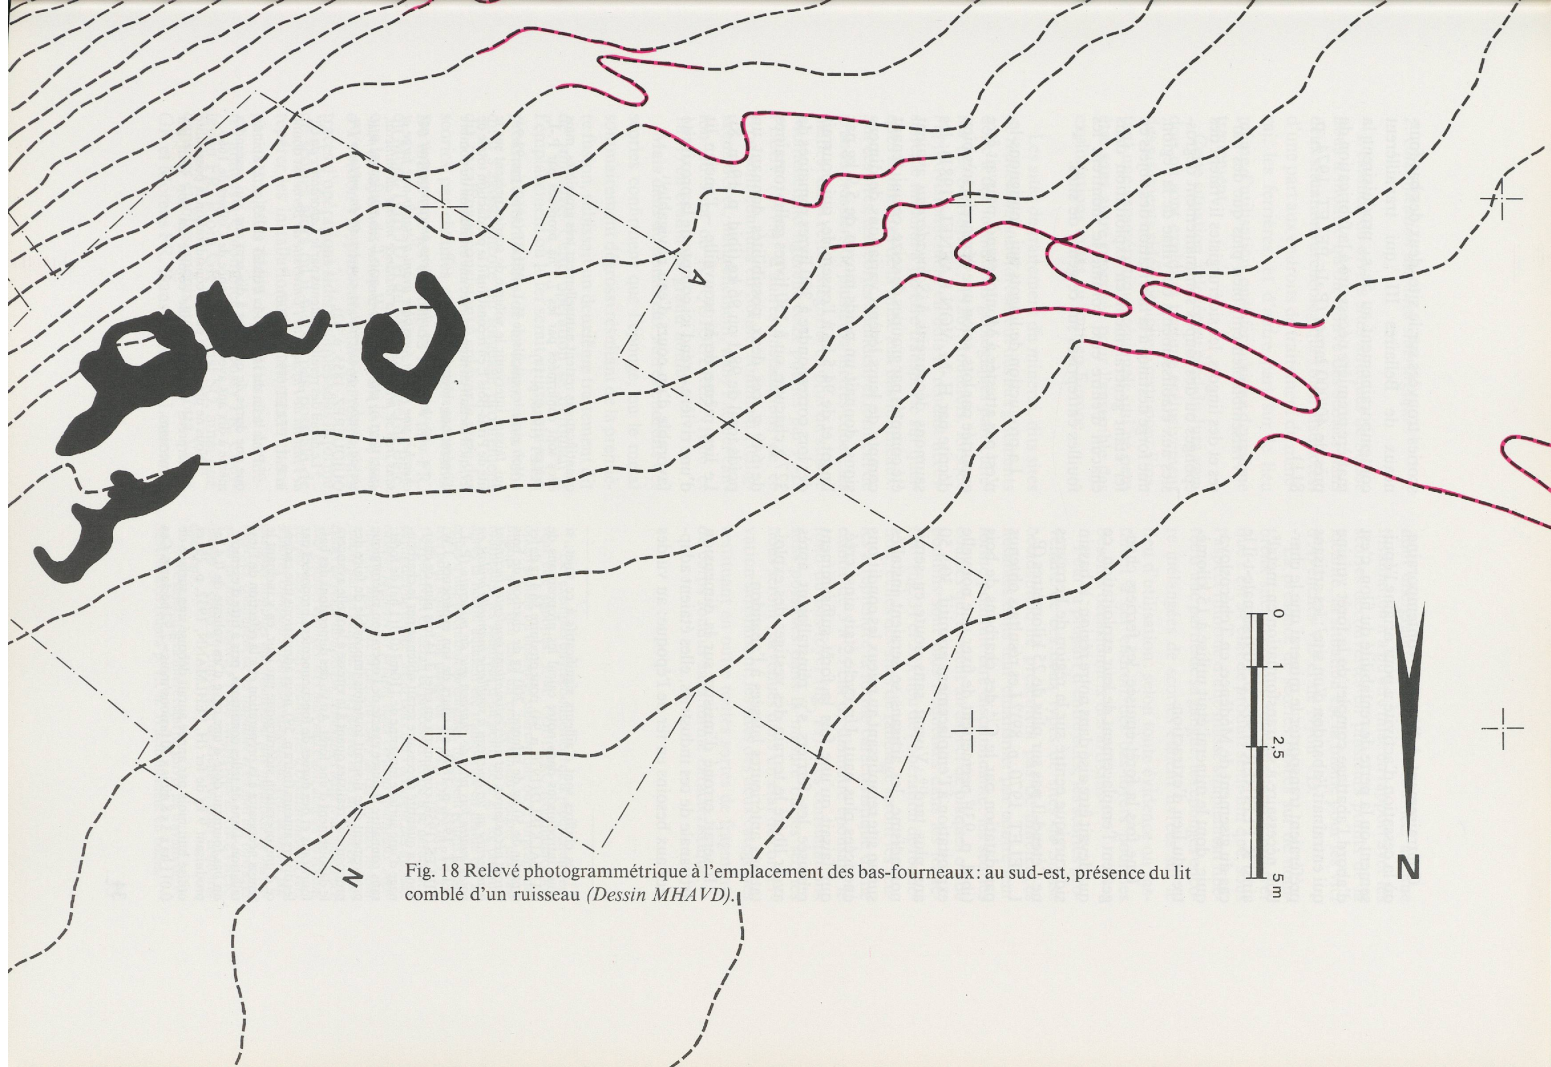 A
0
1
2,5
5 m
N
Z
Fig. 18 Relevé photogrammétrique à l'emplacement des bas-fourneaux: au sud-est, présence du lit
comblé d'un ruisseau (Dessin MHAVD).